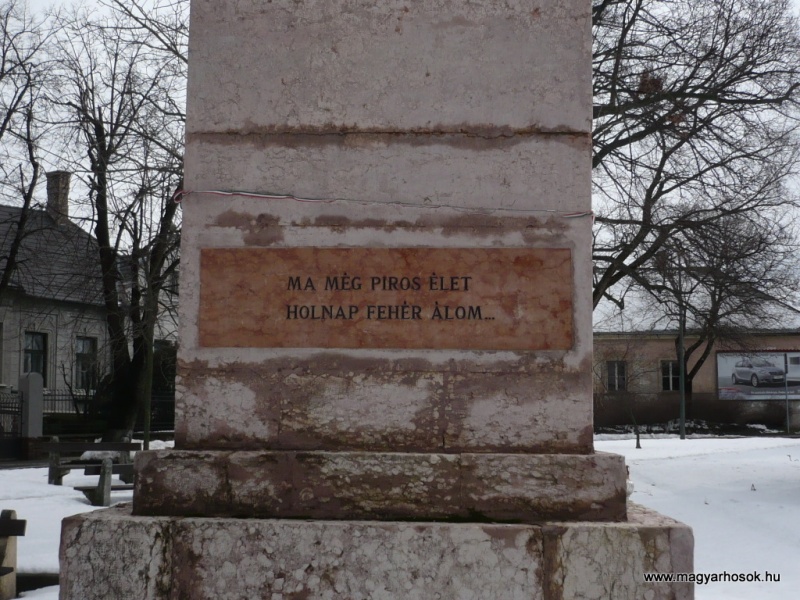 MA MÉG PIROS ÉLET
HOLNAP FEHÉR ÁLOM...
www.magyarhosok.hu